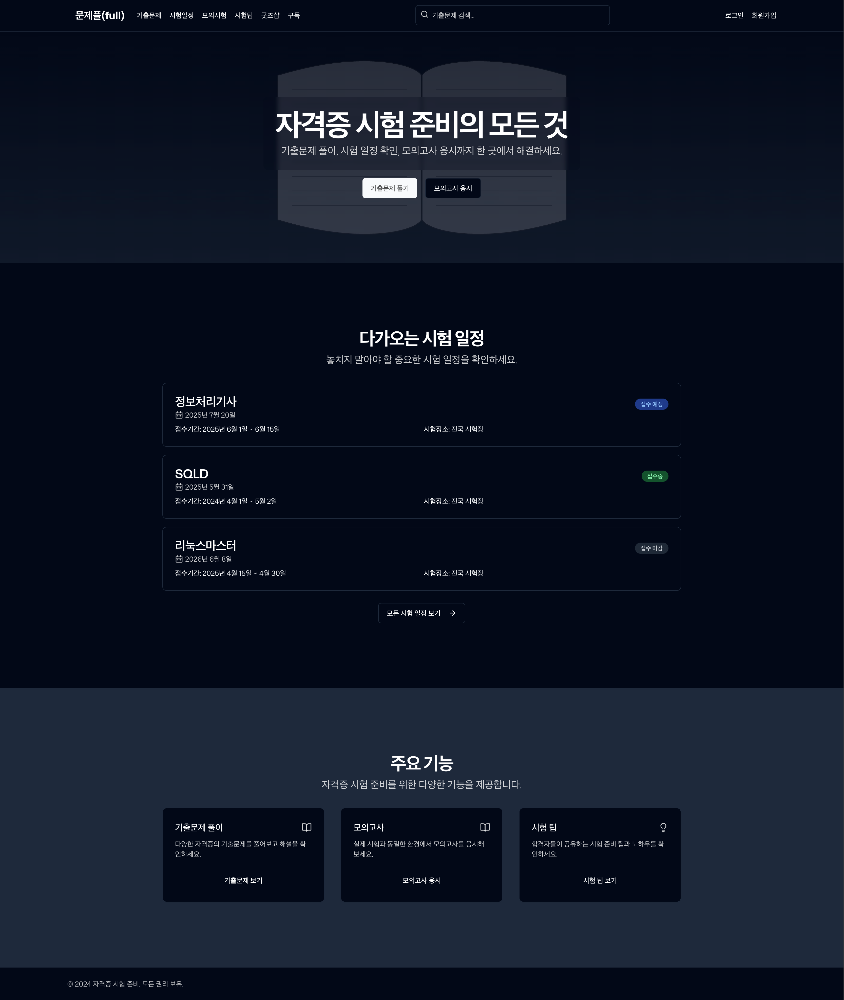 문제풀(full) 기출문제 시험일정 모의시험 시험팁 굿즈샵 구독 기출문제 검색... 로그인 회원가입
자격증 시험 준비의 모든 것
기출문제 풀이, 시험 일정 확인, 모의고사 응시까지 한 곳에서 해결하세요.
기출문제 풀기 모의고사 응시
다가오는 시험 일정
놓치지 말아야 할 중요한 시험 일정을 확인하세요.
정보처리기사 접수 예정
2025년 7월 20일
접수기간: 2025년 6월 1일 ~ 6월 15일 시험장소: 전국 시험장
SQLD 접수중
2025년 5월 31일
접수기간: 2024년 4월 1일 ~ 5월 2일 시험장소: 전국 시험장
리눅스마스터 접수 마감
2026년 6월 8일
접수기간: 2025년 4월 15일 ~ 4월 30일 시험장소: 전국 시험장
모든 시험 일정 보기
주요 기능
자격증 시험 준비를 위한 다양한 기능을 제공합니다.
기출문제 풀이
다양한 자격증의 기출문제를 풀어보고 해설을 확
인하세요.
기출문제 보기
모의고사
실제 시험과 동일한 환경에서 모의고사를 응시해
보세요.
모의고사 응시
시험 팁
합격자들이 공유하는 시험 준비 팁과 노하우를 확
인하세요.
시험 팁 보기
© 2024 자격증 시험 준비. 모든 권리 보유.